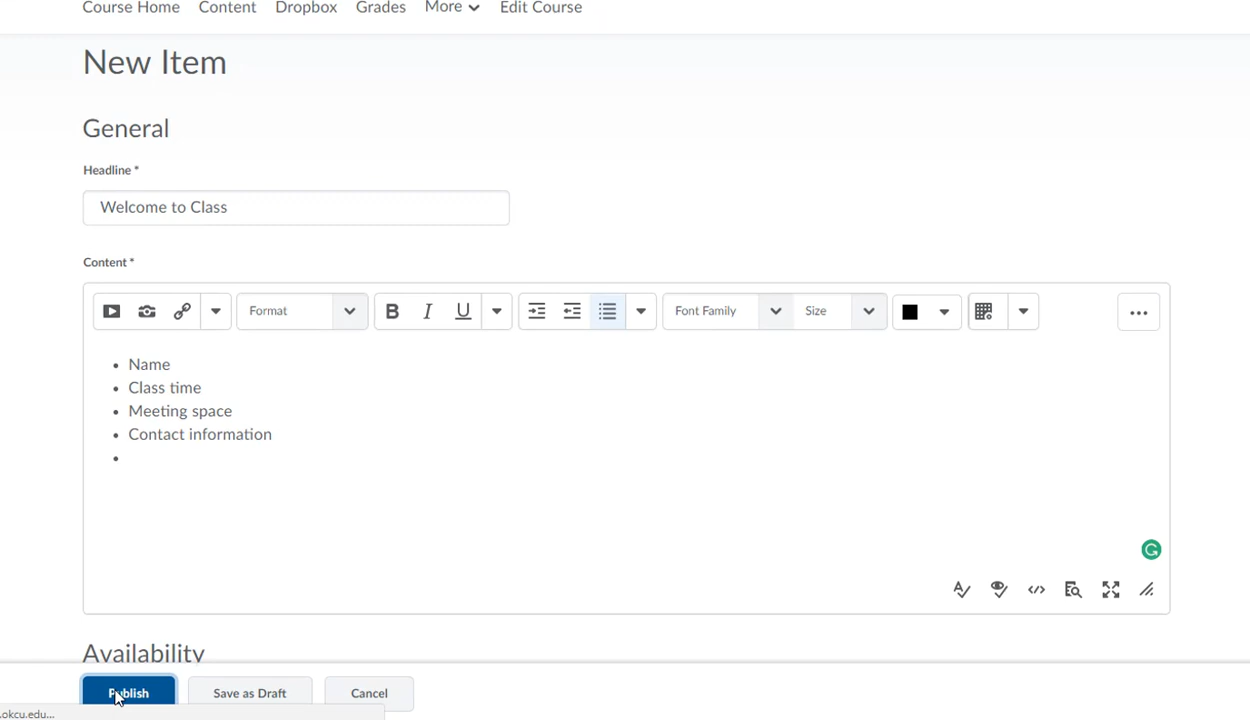 Course Home Content Dropbox Grades More Edit Course
New Item
General
Headline *
Welcome to Class
Content *
Format B I U Font Family Size ...
• Name
• Class time
• Meeting space
• Contact information
•
Availability
Publish Save as Draft Cancel
.okcu.edu...